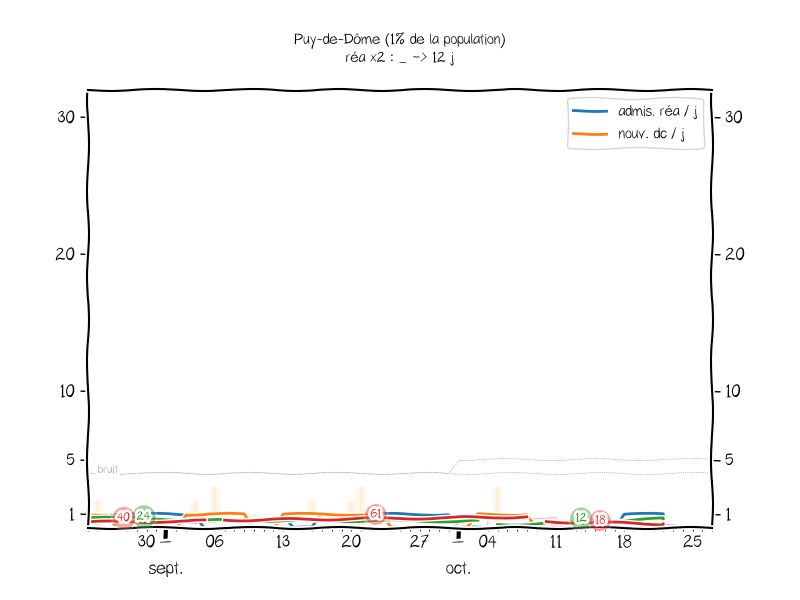 Puy-de-Dôme (1% de la population)
réa x2 : _ -> 12 j
admis. réa / j
nouv. dc / j
30 30
20 20
10 10
5 5
bruit
1 1
40 24 61 12 18
30 06 13 20 27 04 11 18 25
sept. oct.